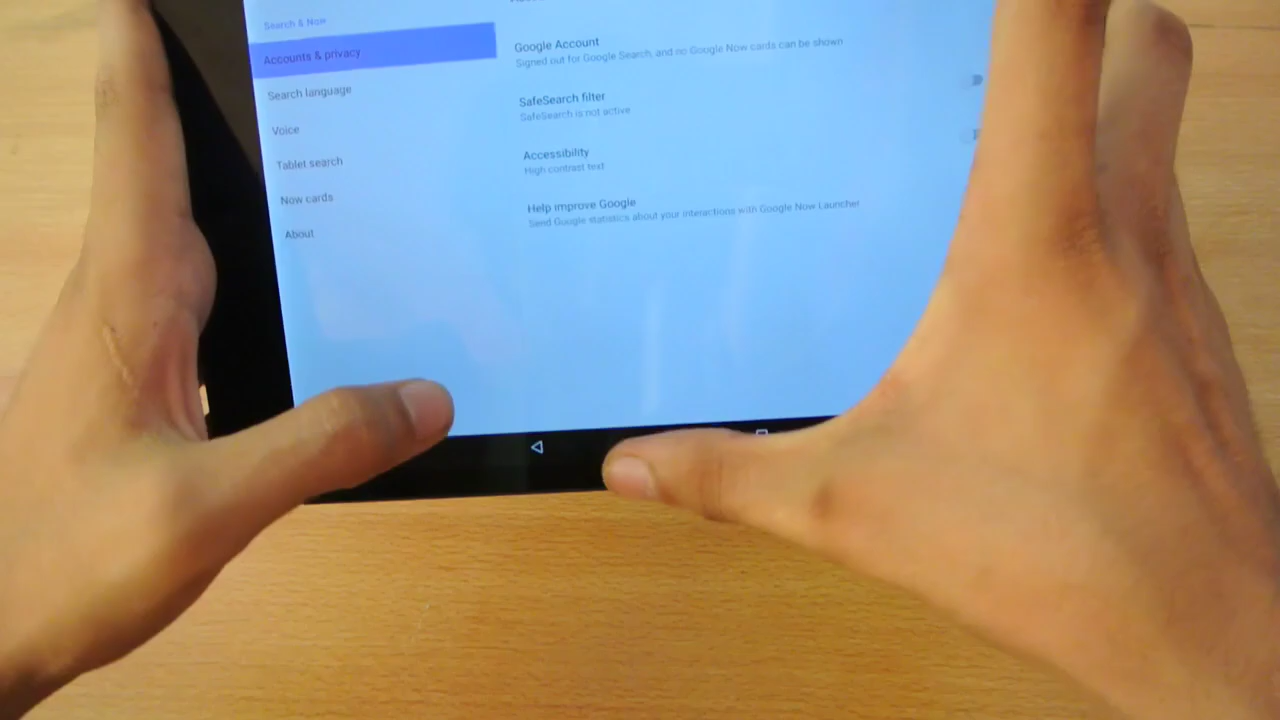 Search & Now
Accounts & privacy
Search language
Voice
Tablet search
Now cards
About
Google Account
Signed out for Google Search, and no Google Now cards can be shown
SafeSearch filter
SafeSearch is not active
Accessibility
High contrast text
Help improve Google
Send Google statistics about your interactions with Google Now Launcher